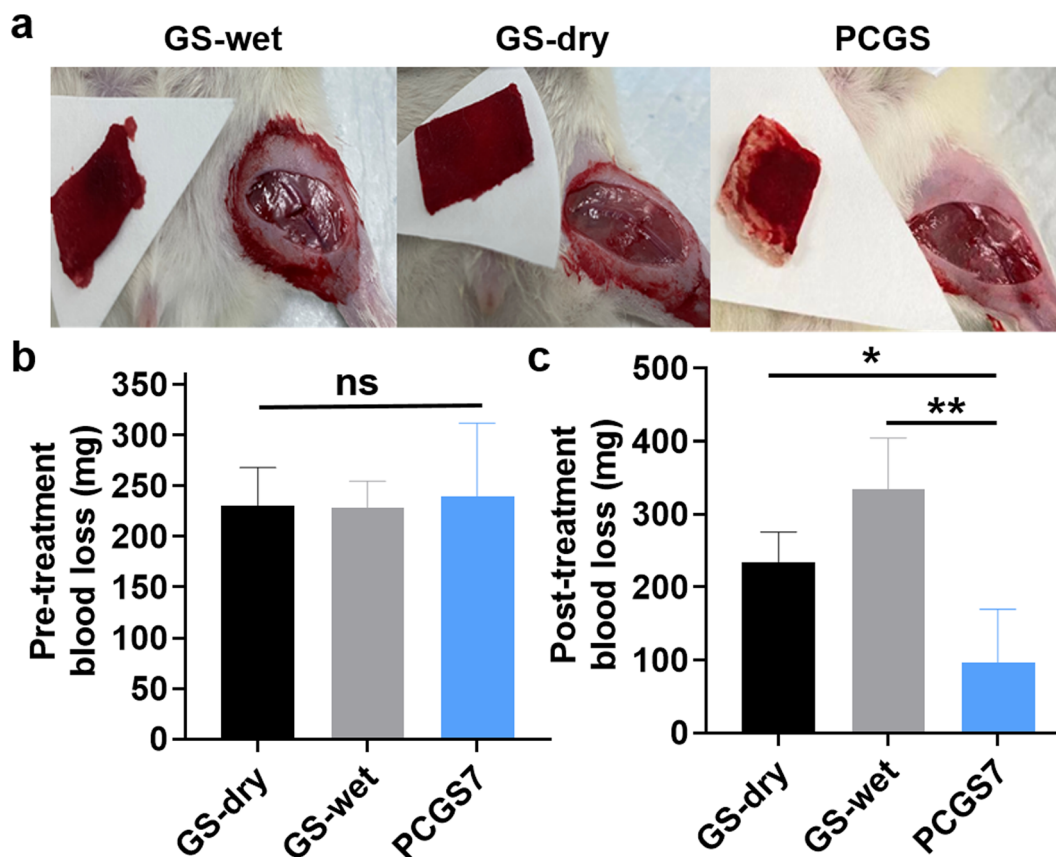 a
GS-wet
GS-dry
PCGS
b
Pre-treatment
blood loss (mg)
350
300
250
200
150
100
50
0
ns
GS-dry
GS-wet
PCGS7
c
Post-treatment
blood loss (mg)
500
400
300
200
100
0
*
**
GS-dry
GS-wet
PCGS7